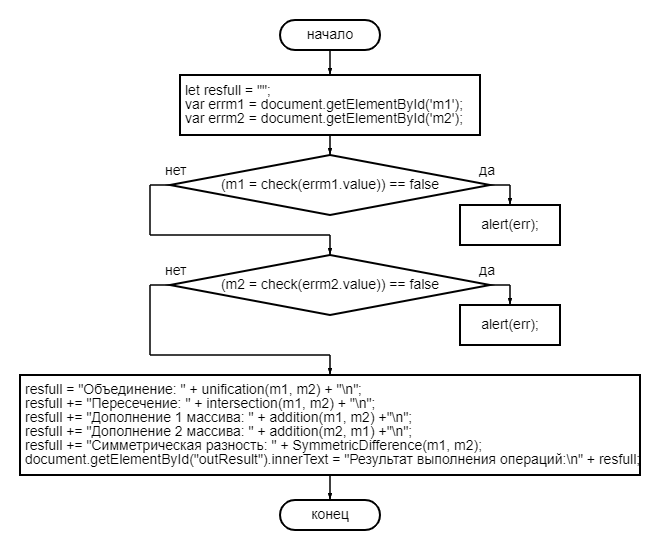 начало
let resfull = "";
var errm1 = document.getElementById('m1');
var errm2 = document.getElementById('m2');
нет
да
(m1 = check(errm1.value)) == false
alert(err);
нет
да
(m2 = check(errm2.value)) == false
alert(err);
resfull = "Объединение: " + unification(m1, m2) + "\n";
resfull += "Пересечение: " + intersection(m1, m2) + "\n";
resfull += "Дополнение 1 массива: " + addition(m1, m2) +"\n";
resfull += "Дополнение 2 массива: " + addition(m2, m1) +"\n";
resfull += "Симметрическая разность: " + SymmetricDifference(m1, m2);
document.getElementById("outResult").innerText = "Результат выполнения операций:\n" + resfull;
конец